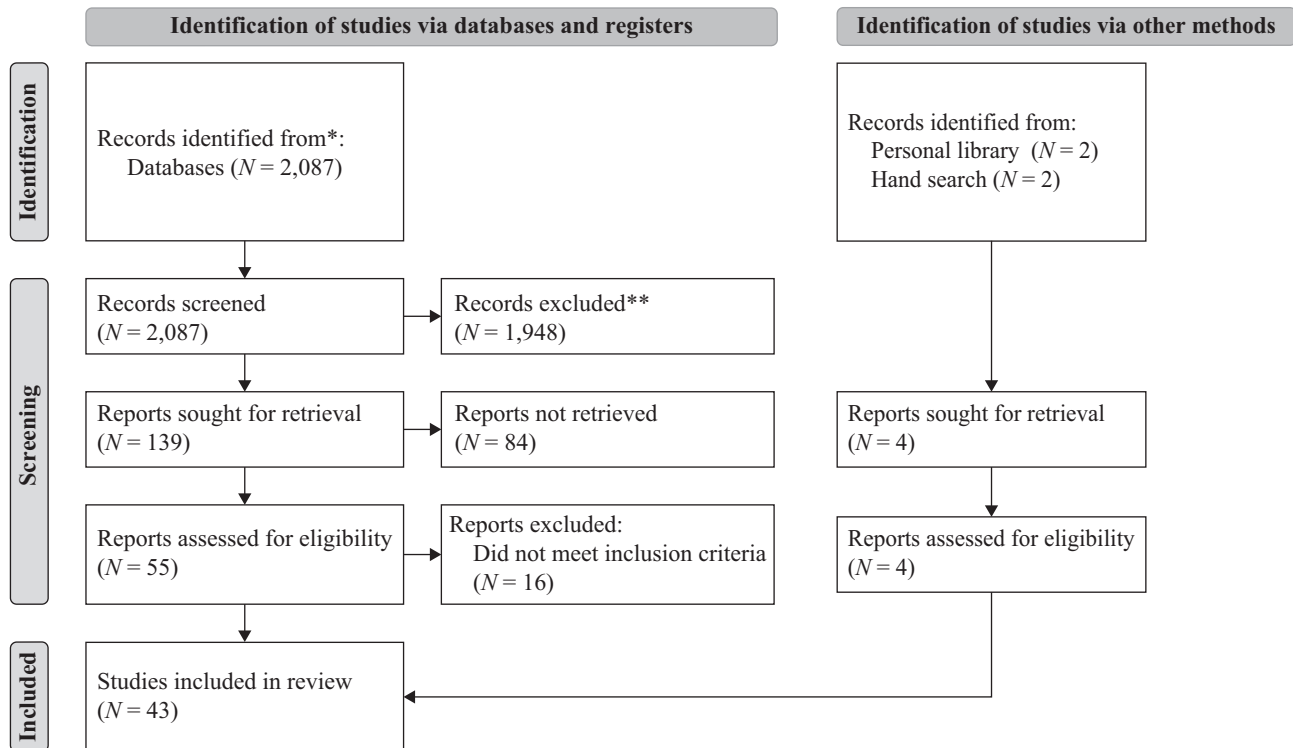 Identification of studies via databases and registers
Identification of studies via other methods
Identification
Records identified from*:
Databases (N = 2,087)
Records identified from:
Personal library (N = 2)
Hand search (N = 2)
Screening
Records screened
(N = 2,087)
Records excluded**
(N = 1,948)
Reports sought for retrieval
(N = 139)
Reports not retrieved
(N = 84)
Reports sought for retrieval
(N = 4)
Reports assessed for eligibility
(N = 55)
Reports excluded:
Did not meet inclusion criteria
(N = 16)
Reports assessed for eligibility
(N = 4)
Included
Studies included in review
(N = 43)